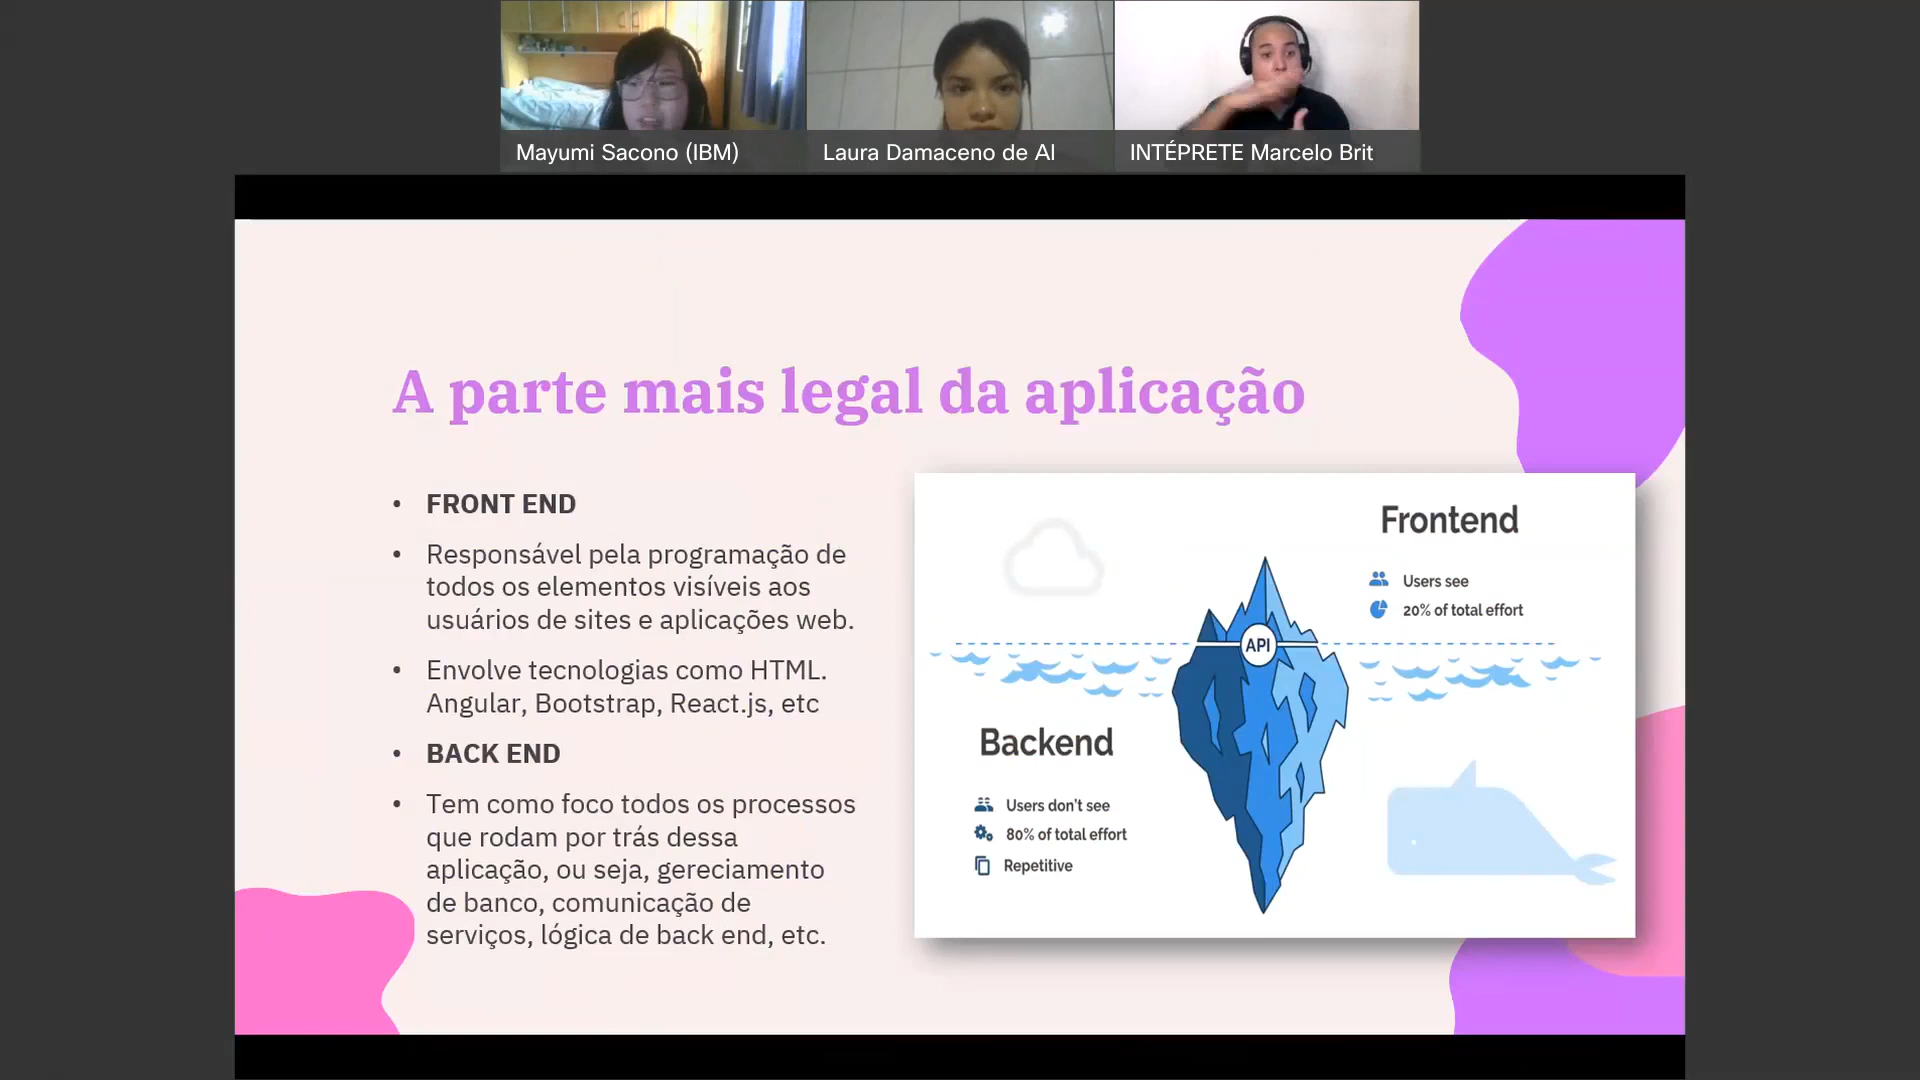 Mayumi Sacono (IBM)
Laura Damaceno de Al
INTÉPRETE Marcelo Brit
A parte mais legal da aplicação
• FRONT END
• Responsável pela programação de
todos os elementos visíveis aos
usuários de sites e aplicações web.
• Envolve tecnologias como HTML.
Angular, Bootstrap, React.js, etc
• BACK END
• Tem como foco todos os processos
que rodam por trás dessa
aplicação, ou seja, gereciamento
de banco, comunicação de
serviços, lógica de back end, etc.
Frontend
Users see
20% of total effort
API
Backend
Users don't see
80% of total effort
Repetitive